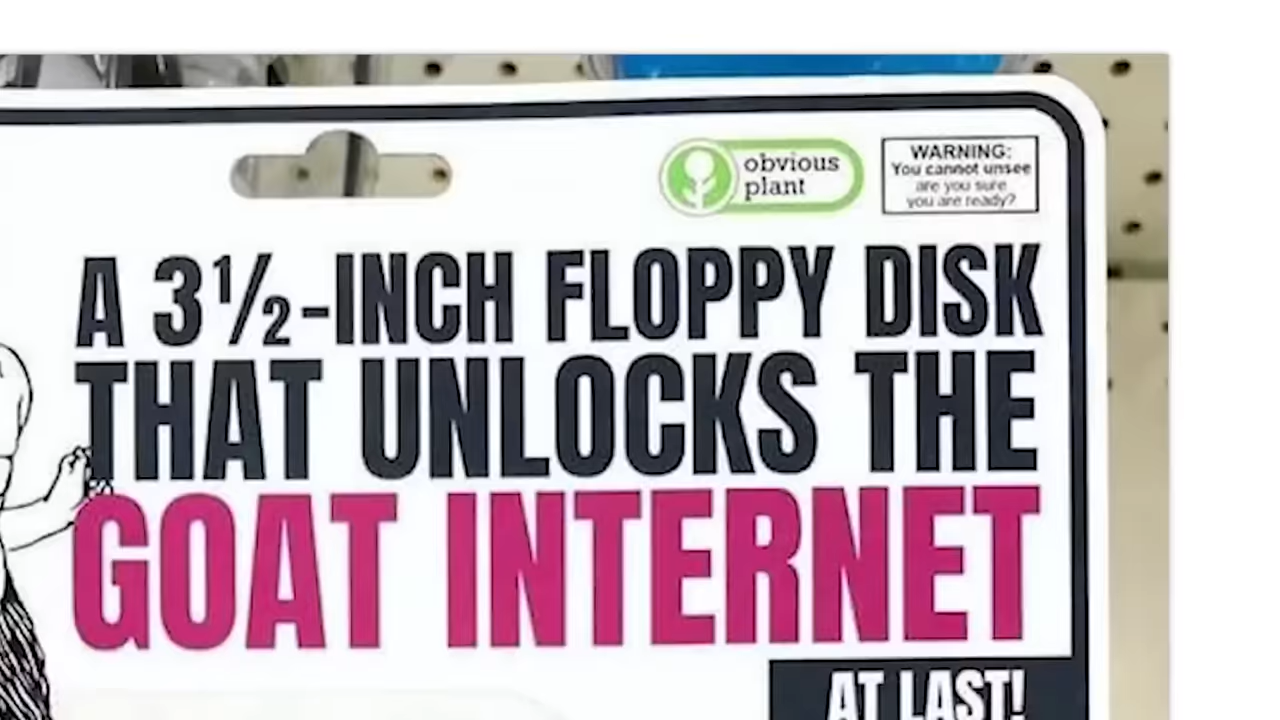 obvious
plant
WARNING:
You cannot unsee
are you sure
you are ready?
A 3½-INCH FLOPPY DISK
THAT UNLOCKS THE
GOAT INTERNET
AT LAST!